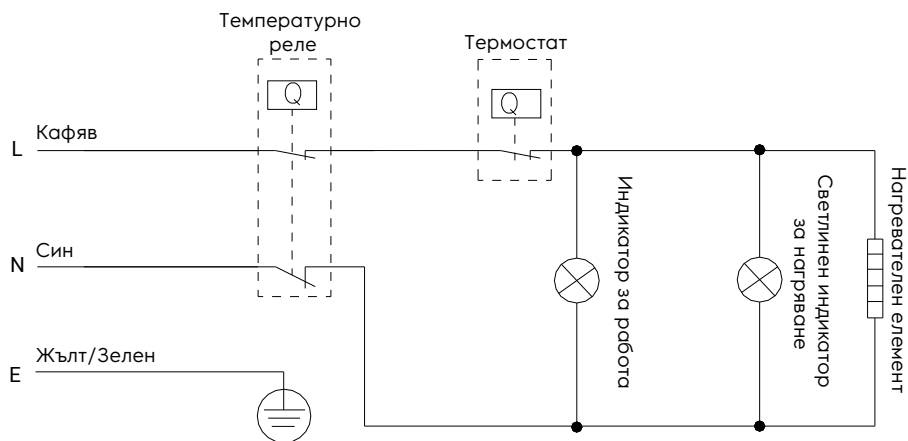 Температурно
реле
Термостат
Q
Q
L
Кафяв
N
Син
E
Жълт/Зелен
Индикатор за работа
Светлинен индикатор
за нагряване
Нагревателен елемент